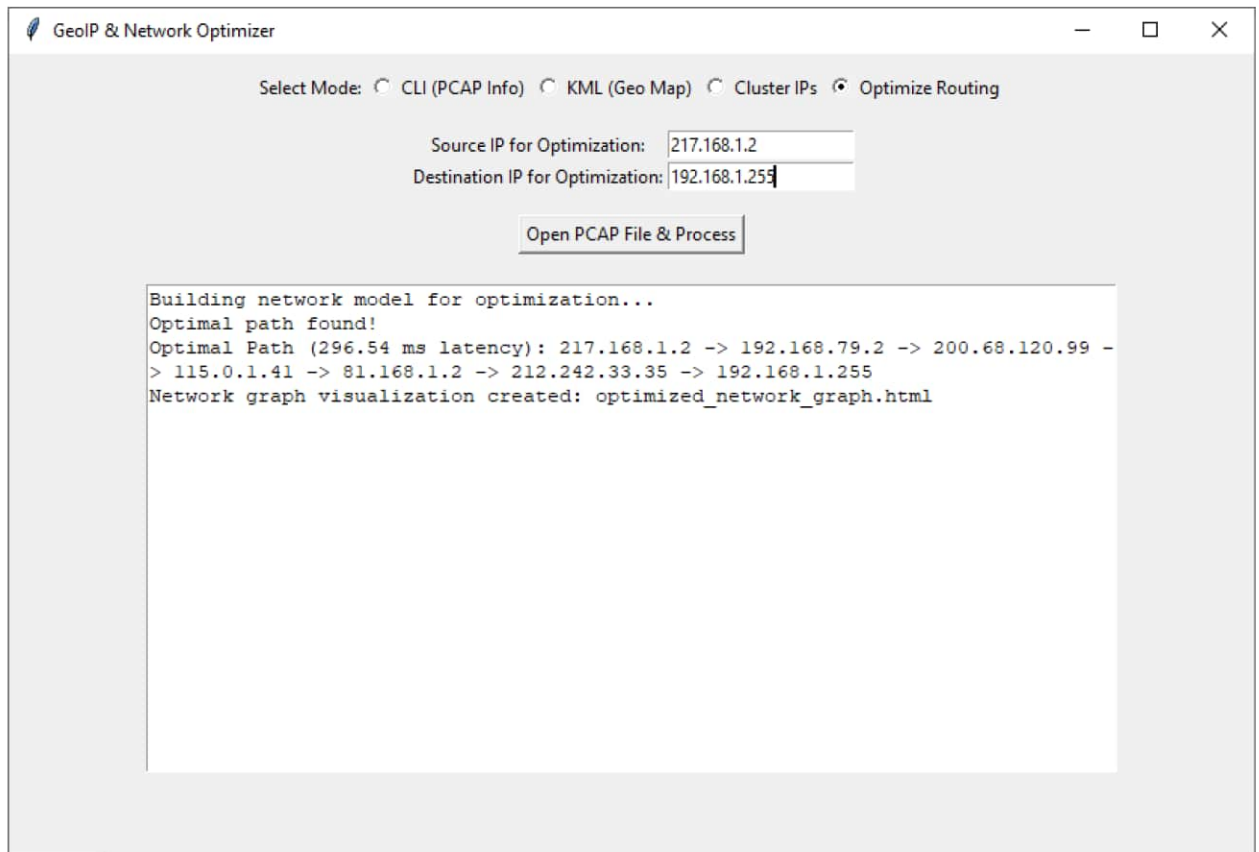 GeoIP & Network Optimizer
Select Mode: CLI (PCAP Info) KML (Geo Map) Cluster IPs Optimize Routing
Source IP for Optimization: 217.168.1.2
Destination IP for Optimization: 192.168.1.255
Open PCAP File & Process
Building network model for optimization...
Optimal path found!
Optimal Path (296.54 ms latency): 217.168.1.2 -> 192.168.79.2 -> 200.68.120.99 -
> 115.0.1.41 -> 81.168.1.2 -> 212.242.33.35 -> 192.168.1.255
Network graph visualization created: optimized_network_graph.html